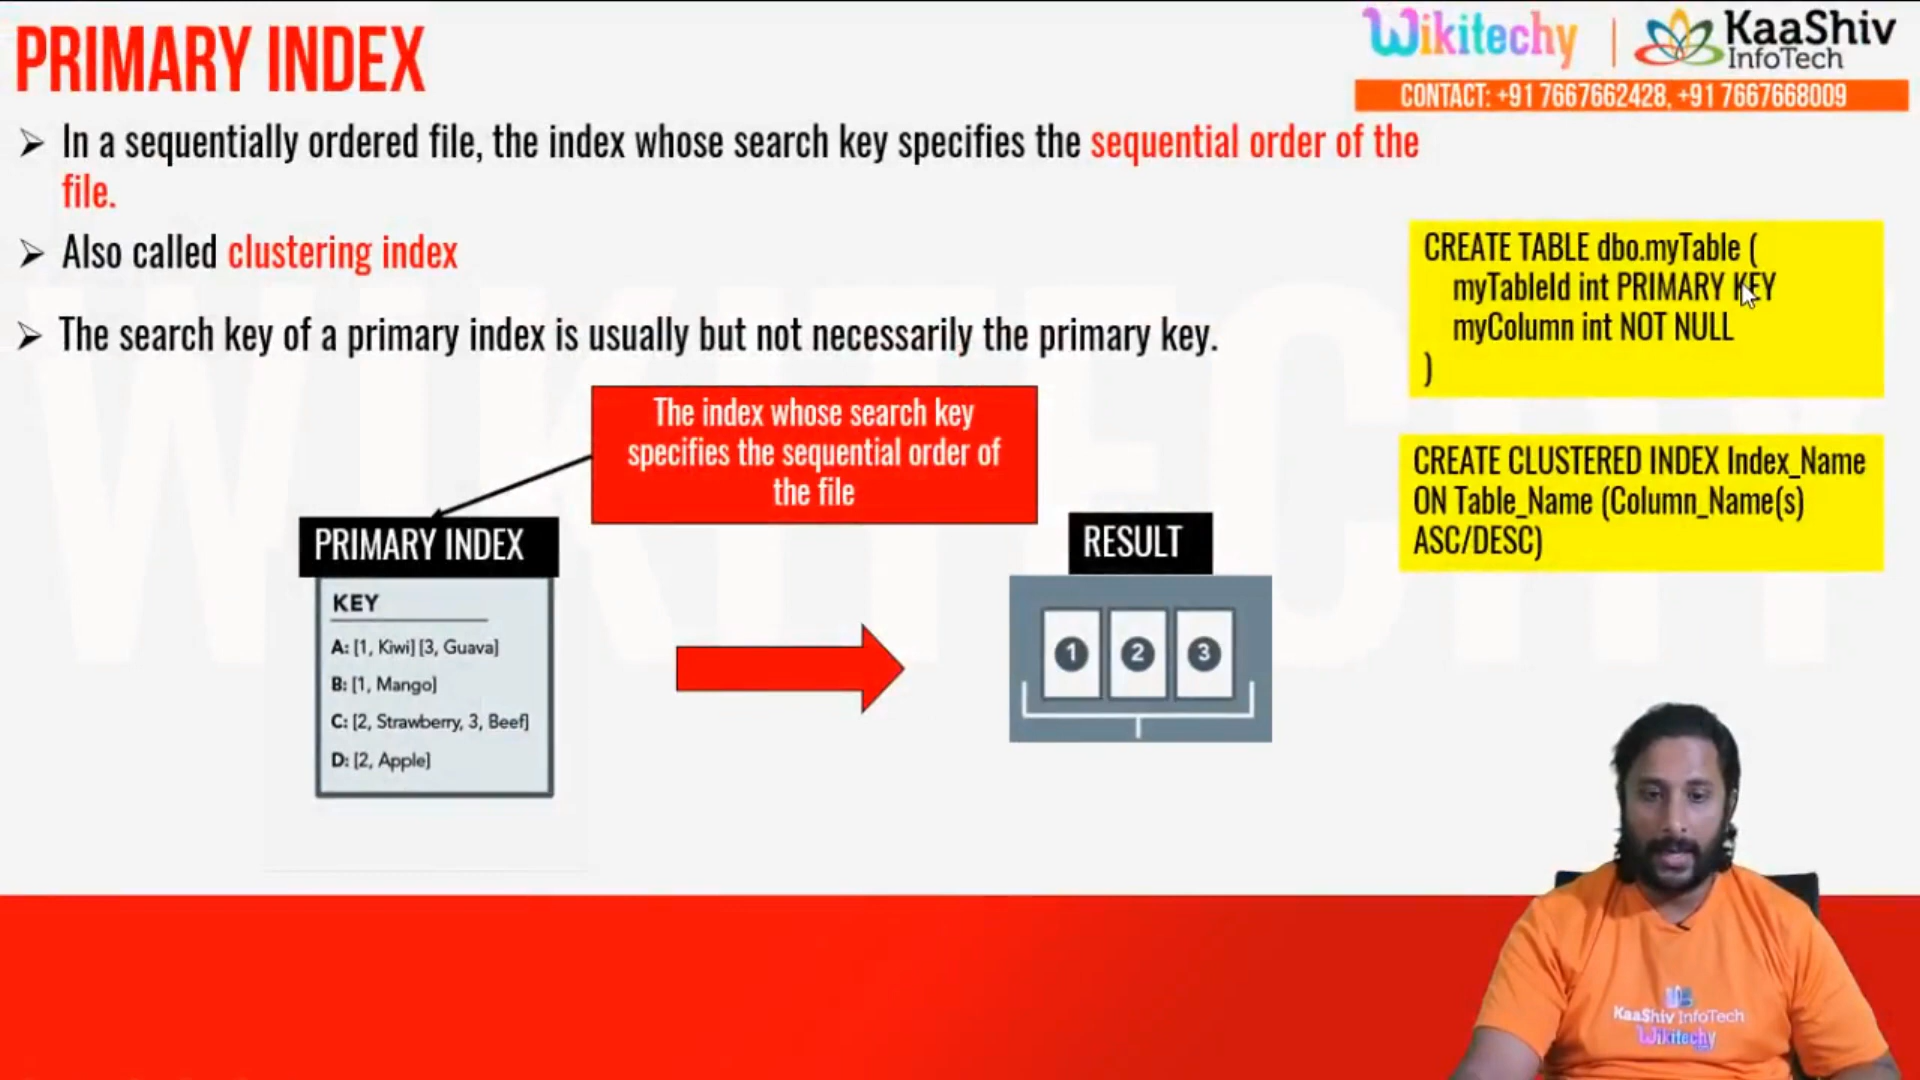 PRIMARY INDEX
Wikitechy
KaaShiv
InfoTech
CONTACT: +91 7667662428, +91 7667668009
➢ In a sequentially ordered file, the index whose search key specifies the sequential order of the
file.
➢ Also called clustering index
➢ The search key of a primary index is usually but not necessarily the primary key.
CREATE TABLE dbo.myTable (
myTableId int PRIMARY KEY
myColumn int NOT NULL
)
CREATE CLUSTERED INDEX Index_Name
ON Table_Name (Column_Name(s)
ASC/DESC)
The index whose search key
specifies the sequential order of
the file
PRIMARY INDEX
KEY
A: [1, Kiwi] [3, Guava]
B: [1, Mango]
C: [2, Strawberry, 3, Beef]
D: [2, Apple]
RESULT
1 2 3
WIKITECHY
KaaShiv InfoTech
Wikitechy